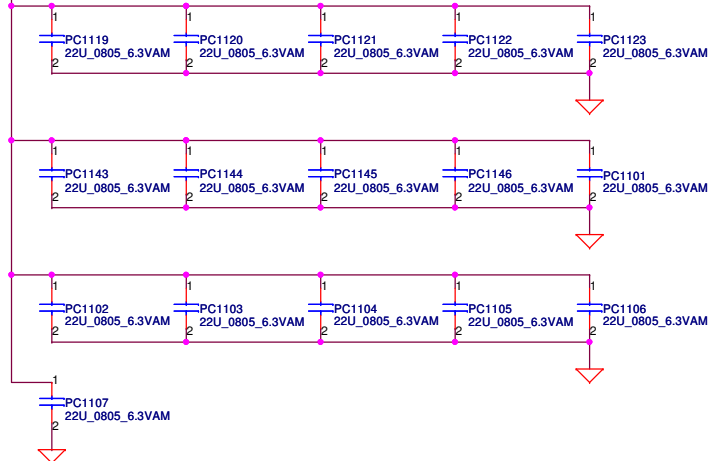 1 1 1 1 1
PC1119 PC1120 PC1121 PC1122 PC1123
22U_0805_6.3VAM 22U_0805_6.3VAM 22U_0805_6.3VAM 22U_0805_6.3VAM 22U_0805_6.3VAM
2 2 2 2 2
1 1 1 1 1
PC1143 PC1144 PC1145 PC1146 PC1101
22U_0805_6.3VAM 22U_0805_6.3VAM 22U_0805_6.3VAM 22U_0805_6.3VAM 22U_0805_6.3VAM
2 2 2 2 2
1 1 1 1 1
PC1102 PC1103 PC1104 PC1105 PC1106
22U_0805_6.3VAM 22U_0805_6.3VAM 22U_0805_6.3VAM 22U_0805_6.3VAM 22U_0805_6.3VAM
2 2 2 2 2
1
PC1107
22U_0805_6.3VAM
2